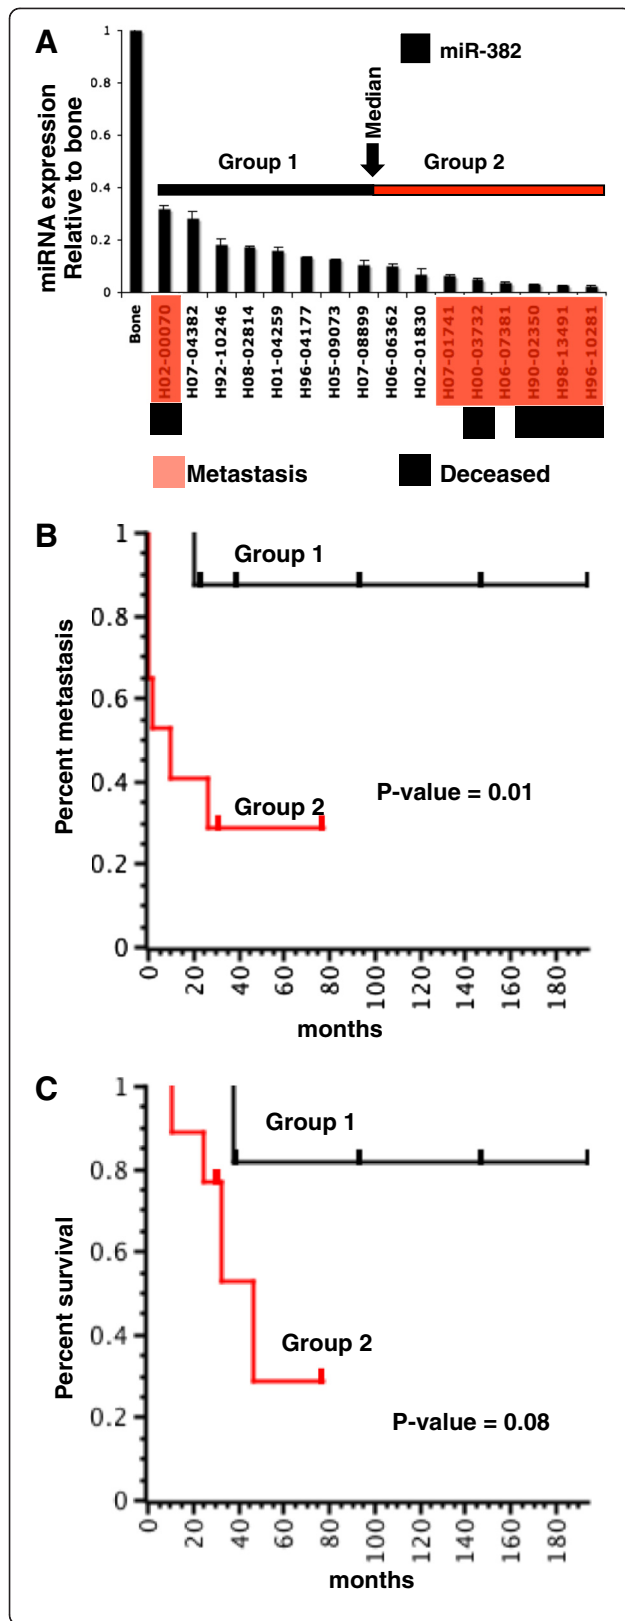 A
miR-382
miRNA expression
Relative to bone
1
0.8
0.6
0.4
0.2
0
Median
Group 1
Group 2
Bone
H02-00070
H07-04382
H92-10246
H08-02814
H01-04259
H96-04177
H05-09073
H07-08899
H06-06362
H02-01830
H07-01741
H00-03732
H06-07381
H90-02350
H98-13491
H96-10281
Metastasis
Deceased
B
Percent metastasis
1
0.8
0.6
0.4
0.2
0
Group 1
Group 2
P-value = 0.01
0 20 40 60 80 100 120 140 160 180
months
C
Percent survival
1
0.8
0.6
0.4
0.2
0
Group 1
Group 2
P-value = 0.08
0 20 40 60 80 100 120 140 160 180
months